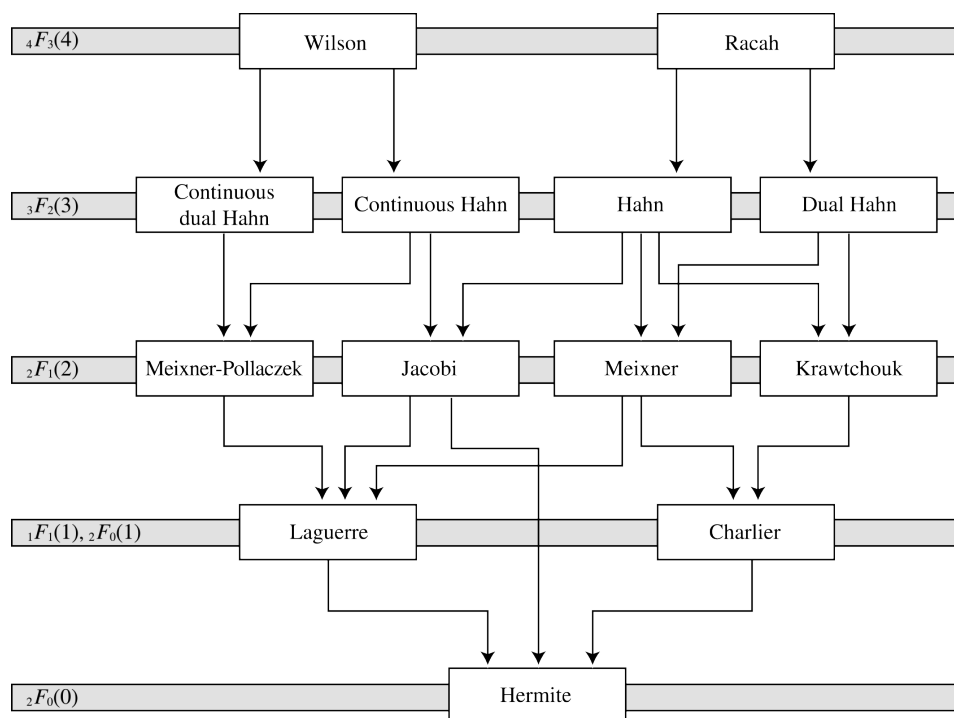 ₄F₃(4)
Wilson
Racah
₃F₂(3)
Continuous
dual Hahn
Continuous Hahn
Hahn
Dual Hahn
₂F₁(2)
Meixner-Pollaczek
Jacobi
Meixner
Krawtchouk
₁F₁(1), ₂F₀(1)
Laguerre
Charlier
₂F₀(0)
Hermite